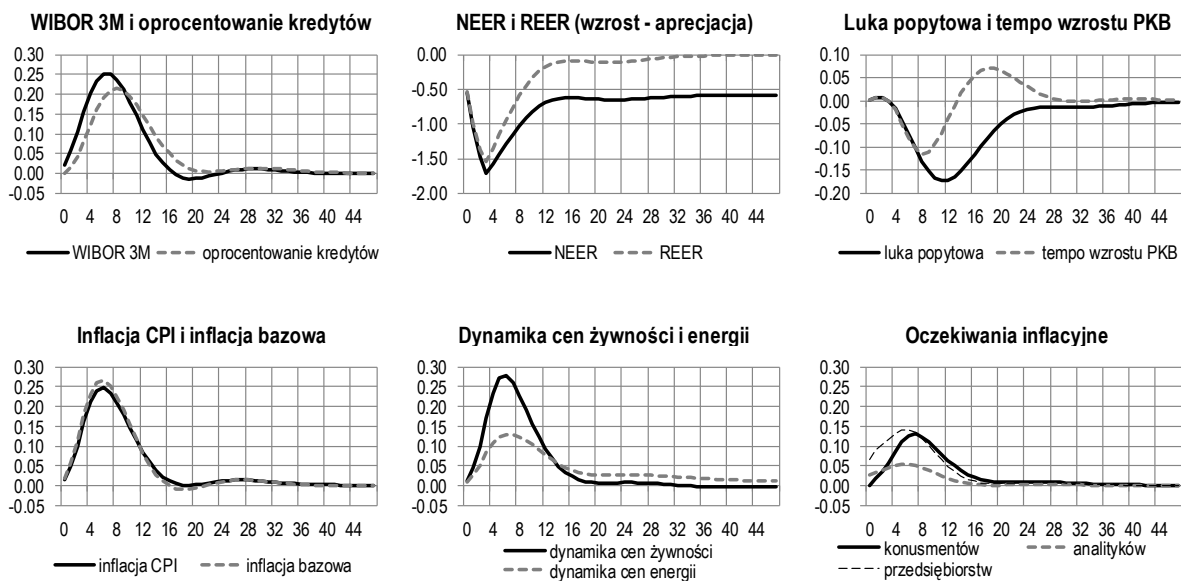 WIBOR 3M i oprocentowanie kredytów
0.30
0.25
0.20
0.15
0.10
0.05
0.00
-0.05
0 4 8 12 16 20 24 28 32 36 40 44
WIBOR 3M oprocentowanie kredytów
NEER i REER (wzrost - aprecjacja)
0.00
-0.50
-1.00
-1.50
-2.00
0 4 8 12 16 20 24 28 32 36 40 44
NEER REER
Luka popytowa i tempo wzrostu PKB
0.10
0.05
0.00
-0.05
-0.10
-0.15
-0.20
0 4 8 12 16 20 24 28 32 36 40 44
luka popytowa tempo wzrostu PKB
Inflacja CPI i inflacja bazowa
0.30
0.25
0.20
0.15
0.10
0.05
0.00
-0.05
0 4 8 12 16 20 24 28 32 36 40 44
inflacja CPI inflacja bazowa
Dynamika cen żywności i energii
0.30
0.25
0.20
0.15
0.10
0.05
0.00
-0.05
0 4 8 12 16 20 24 28 32 36 40 44
dynamika cen żywności
dynamika cen energii
Oczekiwania inflacyjne
0.30
0.25
0.20
0.15
0.10
0.05
0.00
-0.05
0 4 8 12 16 20 24 28 32 36 40 44
konusmentów analityków
przedsiębiorstw